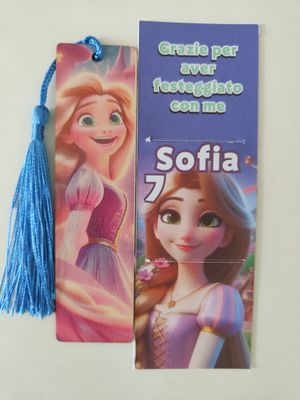 Grazie per
aver
festeggiato
con me
Sofia
7